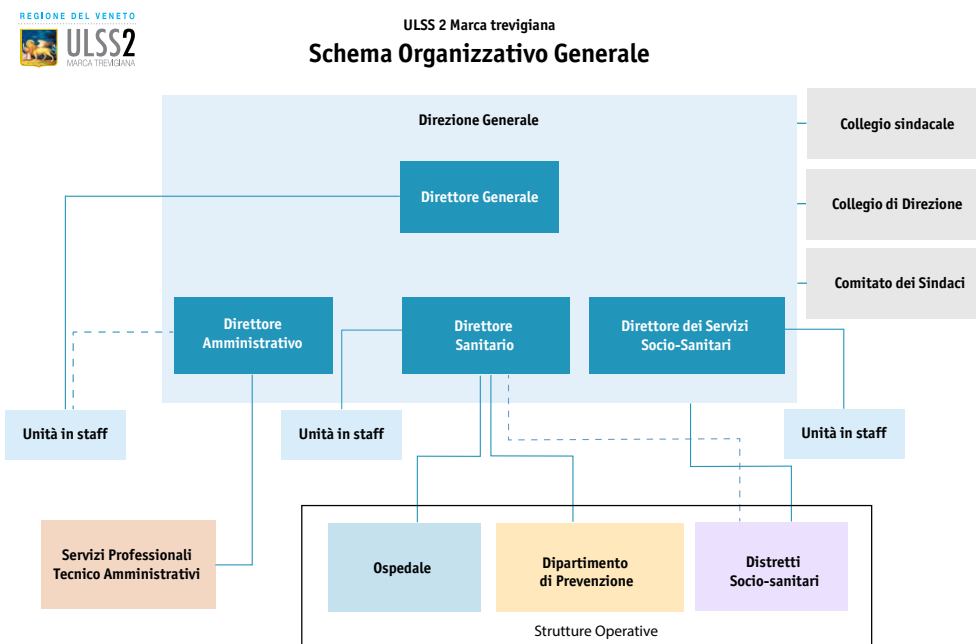 REGIONE DEL VENETO
ULSS2
MARCA TREVIGIANA
ULSS 2 Marca trevigiana
Schema Organizzativo Generale
Direzione Generale
Collegio sindacale
Direttore Generale
Collegio di Direzione
Comitato dei Sindaci
Direttore
Amministrativo
Direttore
Sanitario
Direttore dei Servizi
Socio-Sanitari
Unità in staff
Unità in staff
Unità in staff
Servizi Professionali
Tecnico Amministrativi
Ospedale
Dipartimento
di Prevenzione
Distretti
Socio-sanitari
Strutture Operative